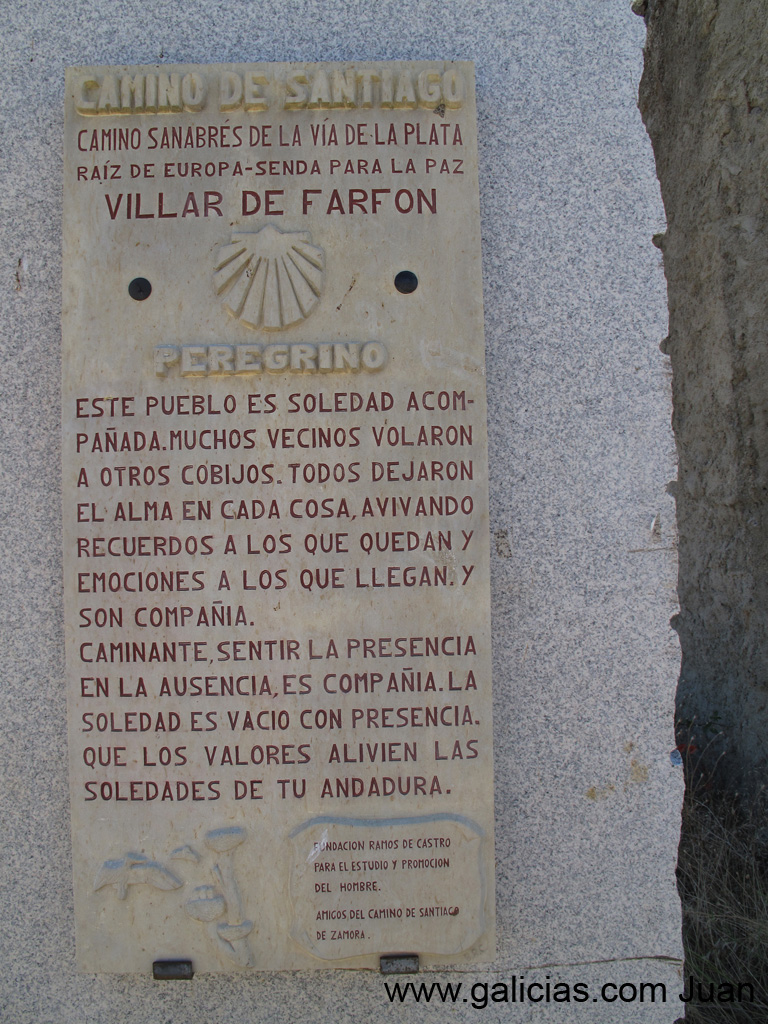 CAMINO DE SANTIAGO
CAMINO SANABRÉS DE LA VÍA DE LA PLATA
RAÍZ DE EUROPA-SENDA PARA LA PAZ
VILLAR DE FARFON
PEREGRINO
ESTE PUEBLO ES SOLEDAD ACOM-
PAÑADA. MUCHOS VECINOS VOLARON
A OTROS COBIJOS. TODOS DEJARON
EL ALMA EN CADA COSA, AVIVANDO
RECUERDOS A LOS QUE QUEDAN Y
EMOCIONES A LOS QUE LLEGAN. Y
SON COMPAÑIA.
CAMINANTE, SENTIR LA PRESENCIA
EN LA AUSENCIA, ES COMPAÑIA. LA
SOLEDAD ES VACIO CON PRESENCIA.
QUE LOS VALORES ALIVIEN LAS
SOLEDADES DE TU ANDADURA.
FUNDACION RAMOS DE CASTRO
PARA EL ESTUDIO Y PROMOCION
DEL HOMBRE.
AMIGOS DEL CAMINO DE SANTIAGO
DE ZAMORA.
www.galicias.com Juan